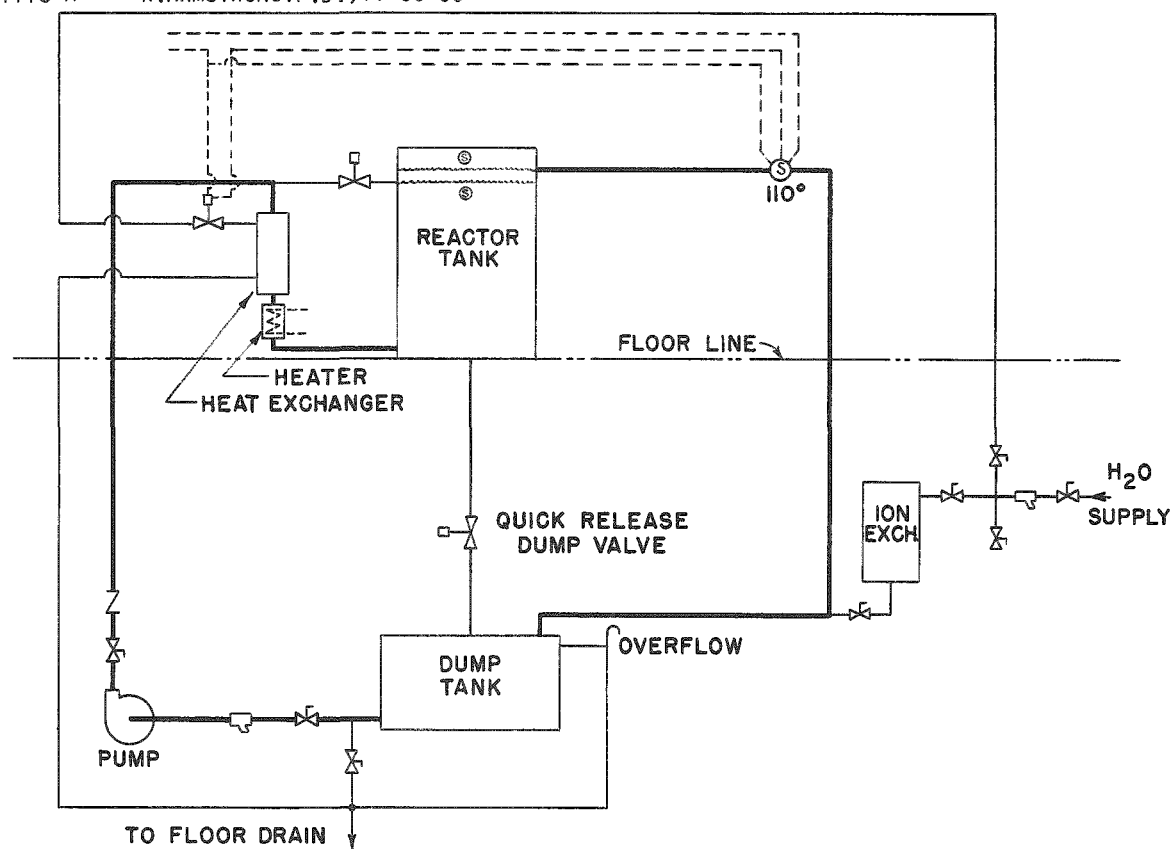 S
S
S
110°
REACTOR
TANK
FLOOR LINE
HEATER
HEAT EXCHANGER
H2O
SUPPLY
ION
EXCH.
QUICK RELEASE
DUMP VALVE
OVERFLOW
DUMP
TANK
PUMP
TO FLOOR DRAIN